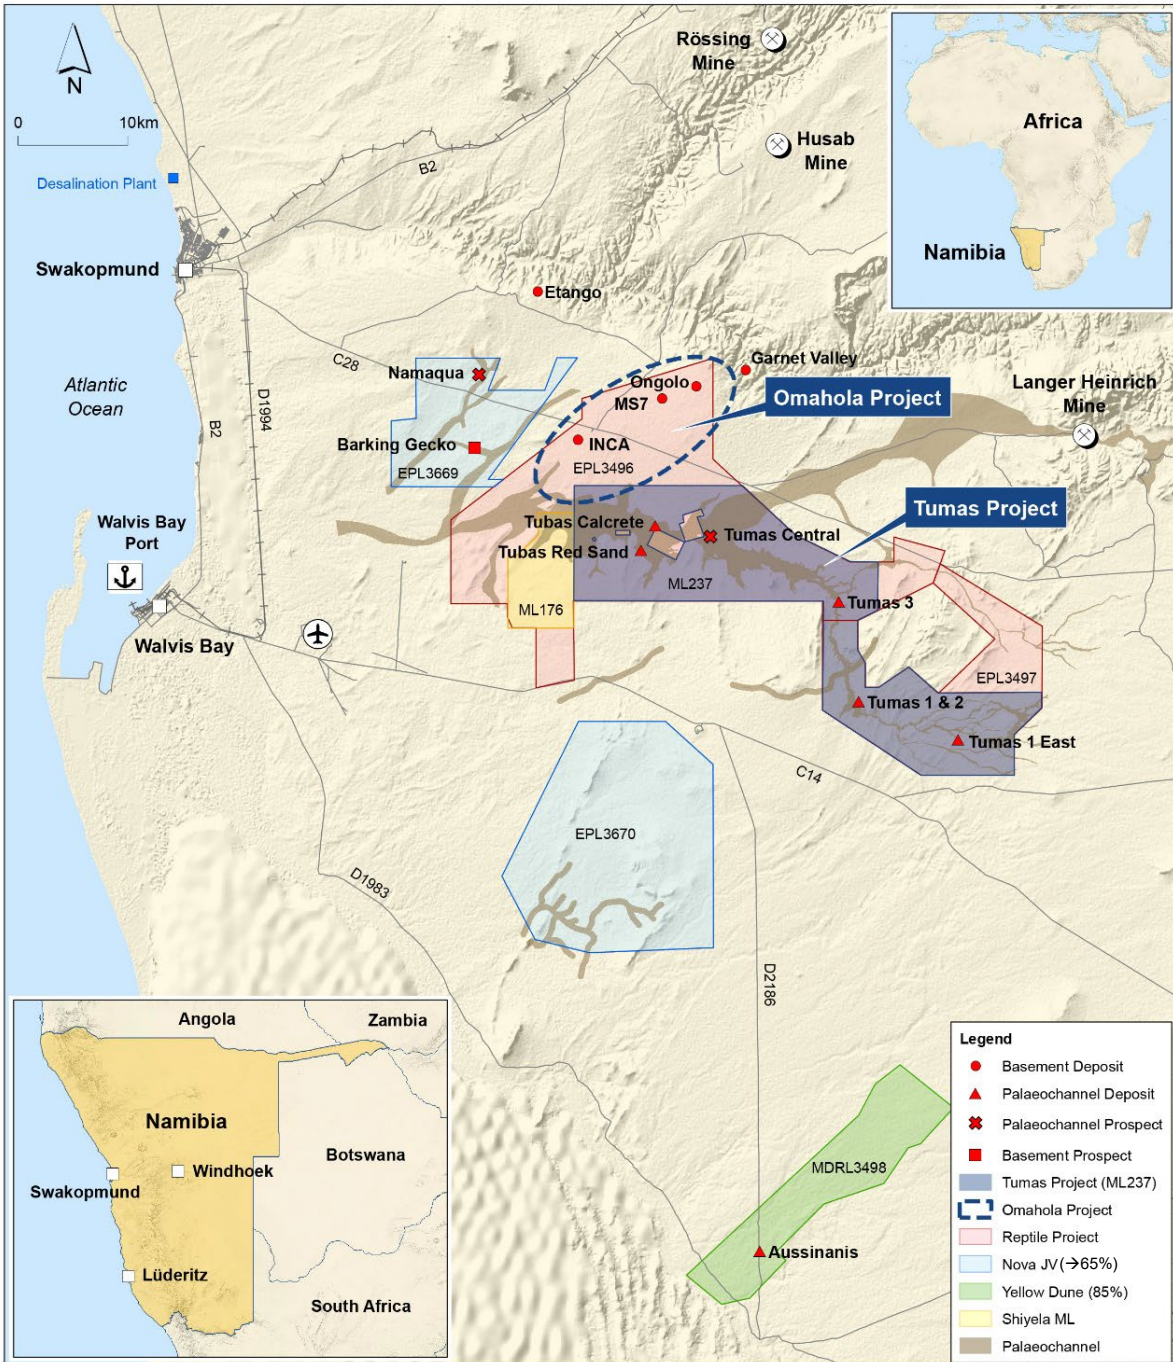 N
0 10km
Desalination Plant
Swakopmund
Atlantic
Ocean
Walvis Bay
Port
Walvis Bay
B2
B2
D1994
C28
Rössing
Mine
Husab
Mine
Africa
Namibia
Etango
Garnet Valley
Langer Heinrich
Mine
Namaqua
Barking Gecko
EPL3669
Ongolo
MS7
INCA
EPL3496
Omahola Project
Tumas Project
Tubas Calcrete
Tubas Red Sand
Tumas Central
ML237
ML176
Tumas 3
EPL3497
Tumas 1 & 2
Tumas 1 East
C14
EPL3670
D1983
D2186
MDRL3498
Aussinanis
Angola
Zambia
Namibia
Botswana
Windhoek
Swakopmund
Lüderitz
South Africa
Legend
Basement Deposit
Palaeochannel Deposit
Palaeochannel Prospect
Basement Prospect
Tumas Project (ML237)
Omahola Project
Reptile Project
Nova JV (→65%)
Yellow Dune (85%)
Shiyela ML
Palaeochannel